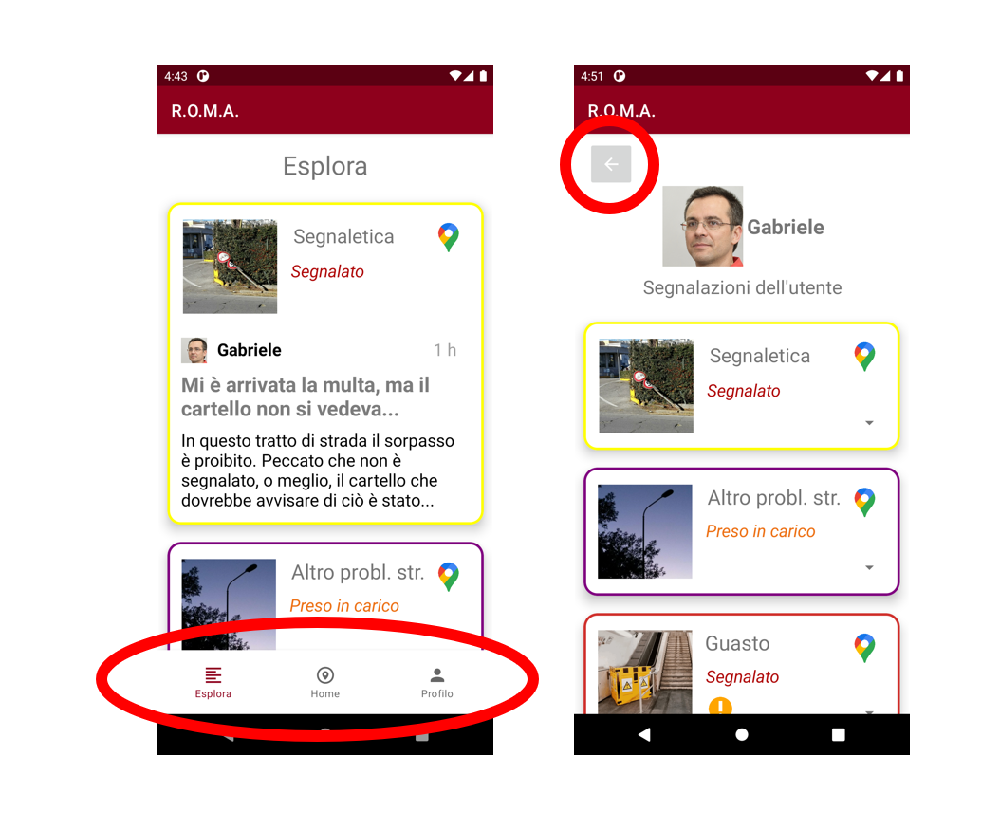 4:43
R.O.M.A.
Esplora
Segnaletica
Segnalato
Gabriele
1 h
Mi è arrivata la multa, ma il
cartello non si vedeva...
In questo tratto di strada il sorpasso
è proibito. Peccato che non è
segnalato, o meglio, il cartello che
dovrebbe avvisare di ciò è stato...
Altro probl. str.
Preso in carico
Esplora
Home
Profilo
4:51
R.O.M.A.
Gabriele
Segnalazioni dell'utente
Segnaletica
Segnalato
Altro probl. str.
Preso in carico
Guasto
Segnalato